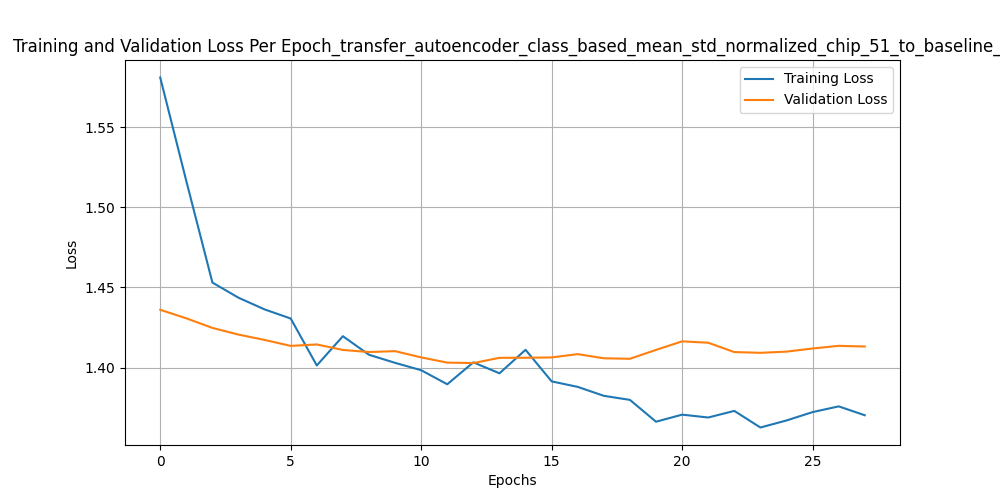 Training and Validation Loss Per Epoch_transfer_autoencoder_class_based_mean_std_normalized_chip_51_to_baseline_
Training Loss
Validation Loss
1.55
1.50
1.45
1.40
Loss
0 5 10 15 20 25
Epochs